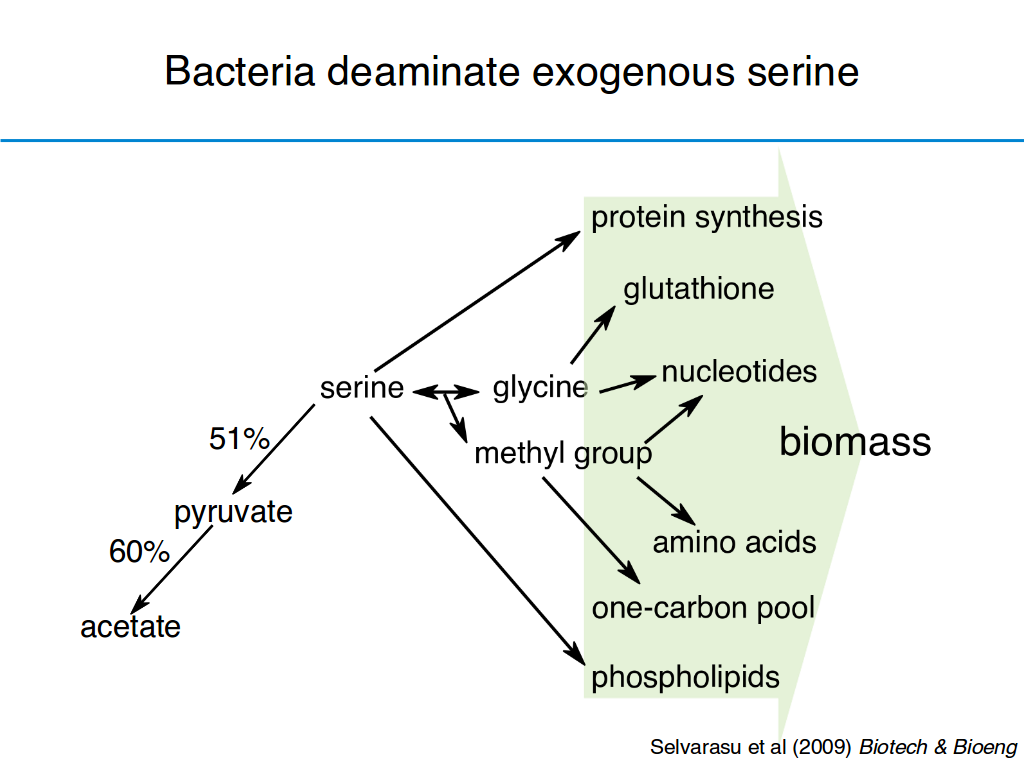 Bacteria deaminate exogenous serine
protein synthesis
glutathione
nucleotides
serine
glycine
51%
biomass
methyl group
pyruvate
60%
amino acids
one-carbon pool
acetate
phospholipids
Selvarasu et al (2009) Biotech & Bioeng